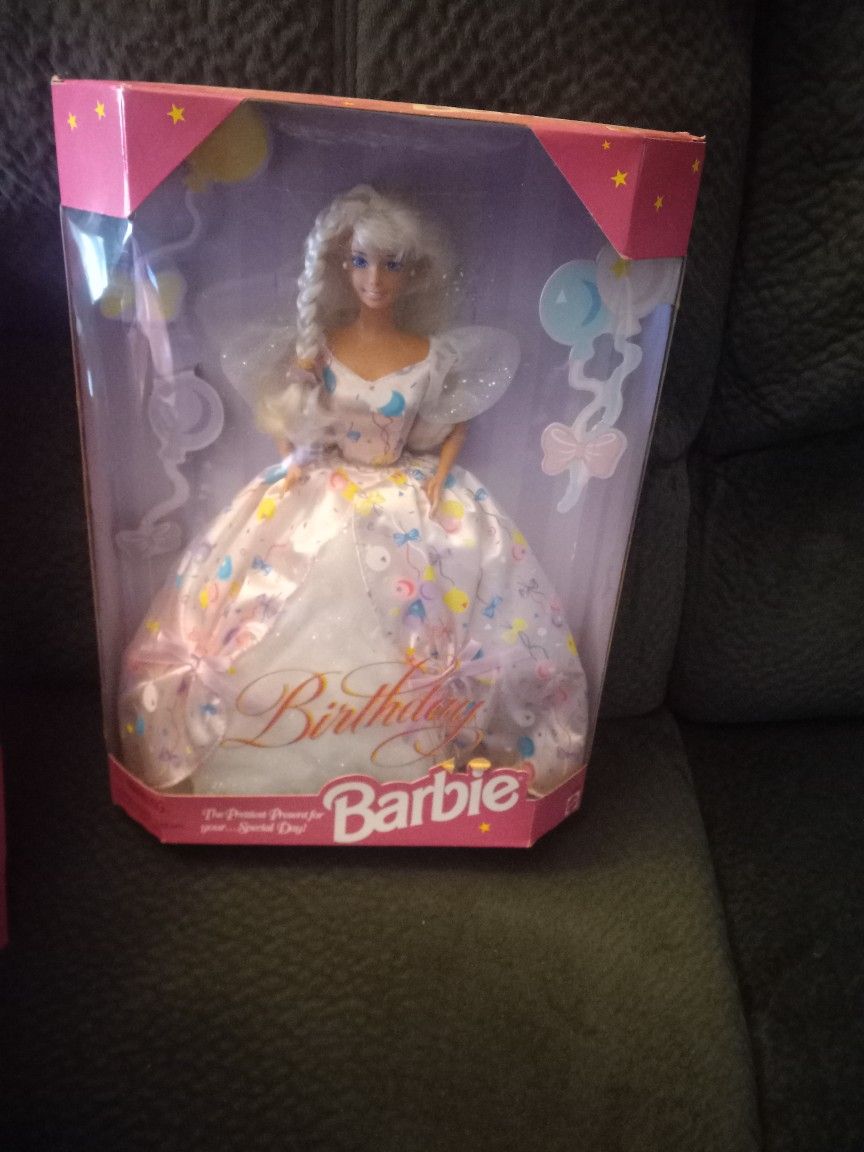 Birthday
The Prettiest Present for
your...Special Day!
Barbie